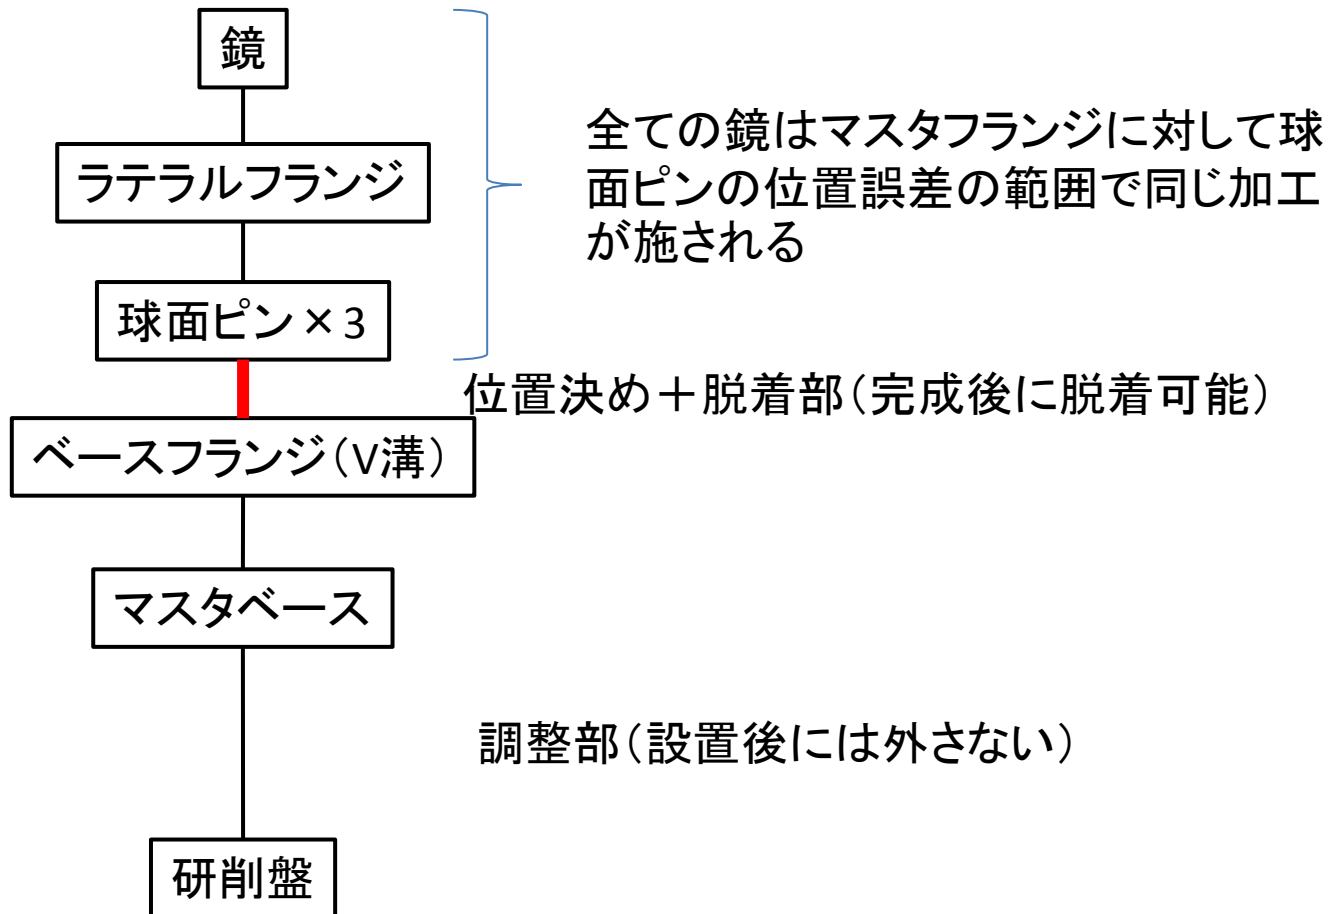 鏡
全ての鏡はマスタフランジに対して球
面ピンの位置誤差の範囲で同じ加工
が施される
ラテラルフランジ
球面ピン×3
位置決め＋脱着部（完成後に脱着可能）
ベースフランジ（V溝）
マスタベース
調整部（設置後には外さない）
研削盤